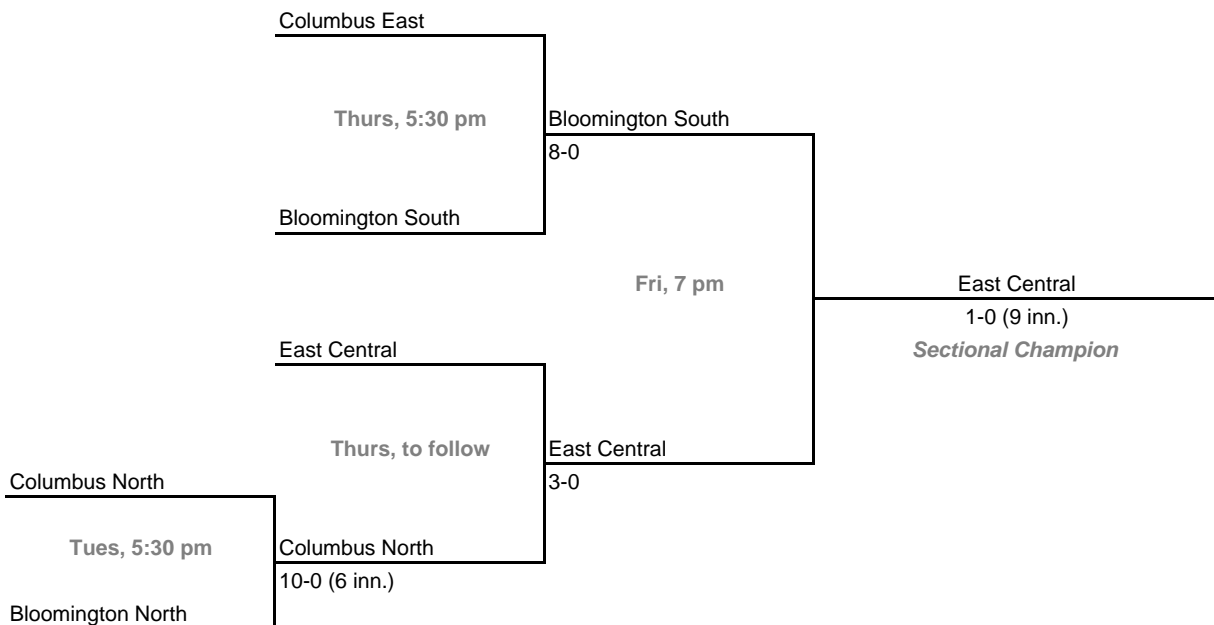 Columbus East
Thurs, 5:30 pm
Bloomington South
8-0
Bloomington South
Fri, 7 pm
East Central
1-0 (9 inn.)
Sectional Champion
East Central
Thurs, to follow
East Central
3-0
Columbus North
Tues, 5:30 pm
Columbus North
10-0 (6 inn.)
Bloomington North